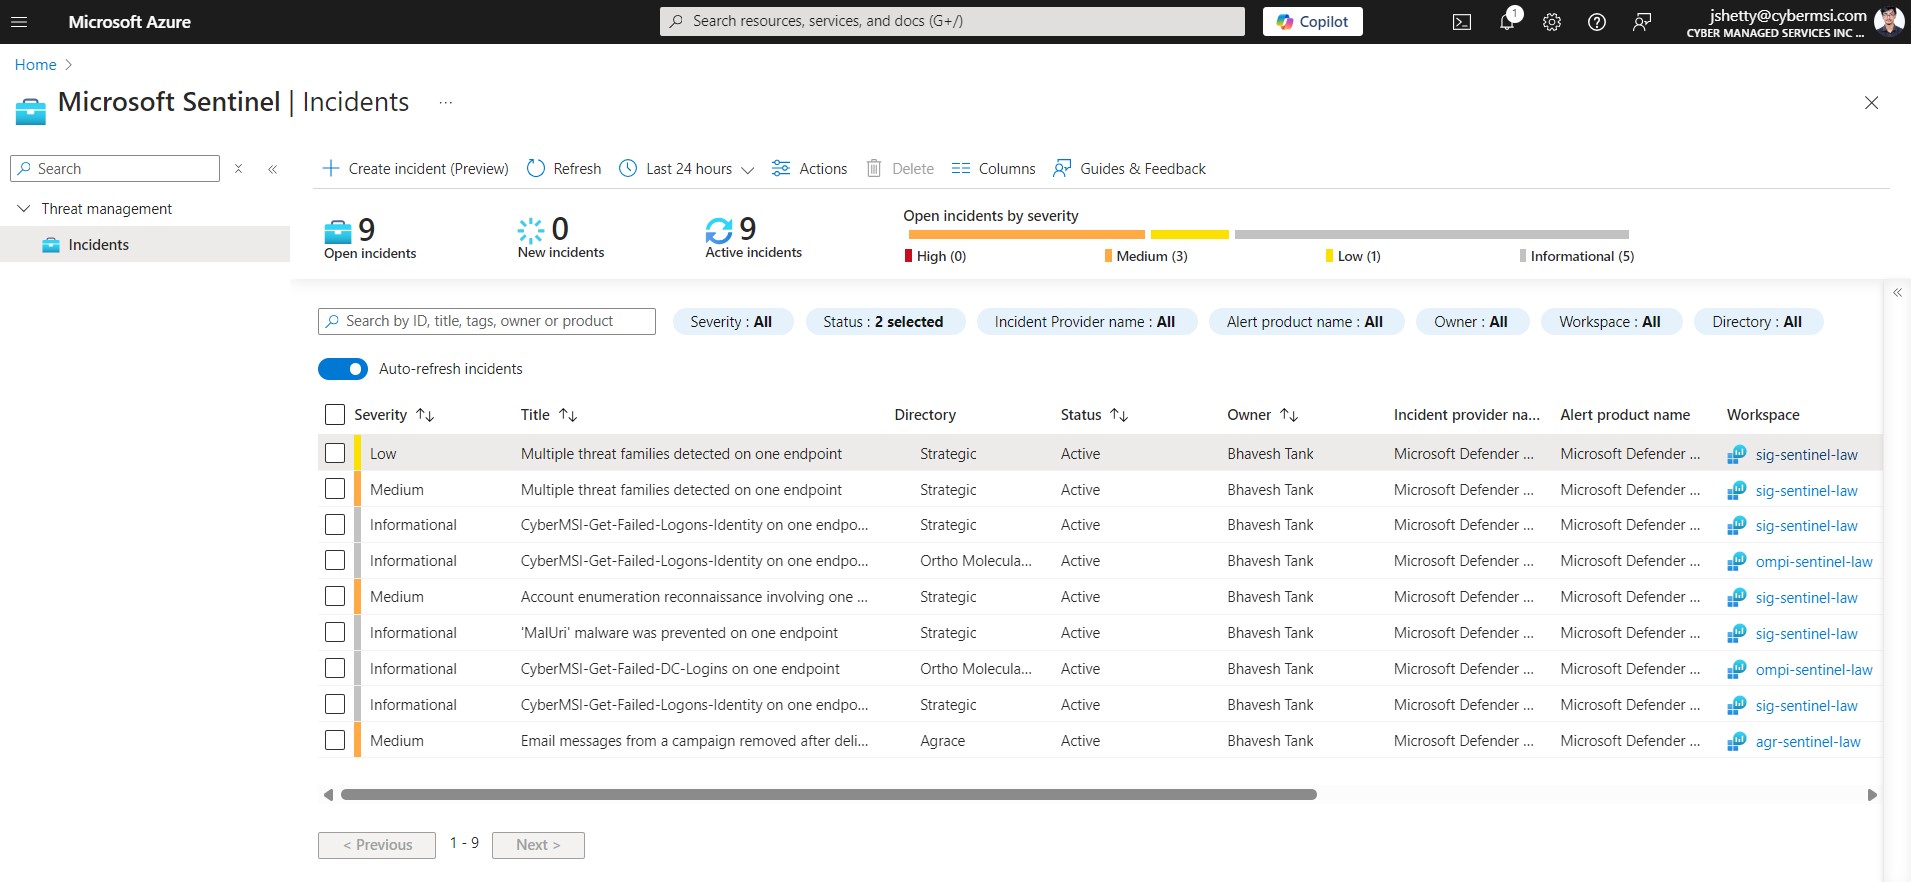 Microsoft Azure
Search resources, services, and docs (G+/)
Copilot
1
jshetty@cybermsi.com
CYBER MANAGED SERVICES INC ...
Home >
Microsoft Sentinel | Incidents ...
Search
Threat management
Incidents
Create incident (Preview) Refresh Last 24 hours Actions Delete Columns Guides & Feedback
9
Open incidents
0
New incidents
9
Active incidents
Open incidents by severity
High (0) Medium (3) Low (1) Informational (5)
Search by ID, title, tags, owner or product Severity : All Status : 2 selected Incident Provider name : All Alert product name : All Owner : All Workspace : All Directory : All
Auto-refresh incidents
Severity Title Directory Status Owner Incident provider na... Alert product name Workspace
Low Multiple threat families detected on one endpoint Strategic Active Bhavesh Tank Microsoft Defender ... Microsoft Defender ... sig-sentinel-law
Medium Multiple threat families detected on one endpoint Strategic Active Bhavesh Tank Microsoft Defender ... Microsoft Defender ... sig-sentinel-law
Informational CyberMSI-Get-Failed-Logons-Identity on one endpo... Strategic Active Bhavesh Tank Microsoft Defender ... Microsoft Defender ... sig-sentinel-law
Informational CyberMSI-Get-Failed-Logons-Identity on one endpo... Ortho Molecula... Active Bhavesh Tank Microsoft Defender ... Microsoft Defender ... ompi-sentinel-law
Medium Account enumeration reconnaissance involving one ... Strategic Active Bhavesh Tank Microsoft Defender ... Microsoft Defender ... sig-sentinel-law
Informational 'MalUri' malware was prevented on one endpoint Strategic Active Bhavesh Tank Microsoft Defender ... Microsoft Defender ... sig-sentinel-law
Informational CyberMSI-Get-Failed-DC-Logins on one endpoint Ortho Molecula... Active Bhavesh Tank Microsoft Defender ... Microsoft Defender ... ompi-sentinel-law
Informational CyberMSI-Get-Failed-Logons-Identity on one endpo... Strategic Active Bhavesh Tank Microsoft Defender ... Microsoft Defender ... sig-sentinel-law
Medium Email messages from a campaign removed after deli... Agrace Active Bhavesh Tank Microsoft Defender ... Microsoft Defender ... agr-sentinel-law
< Previous 1 - 9 Next >